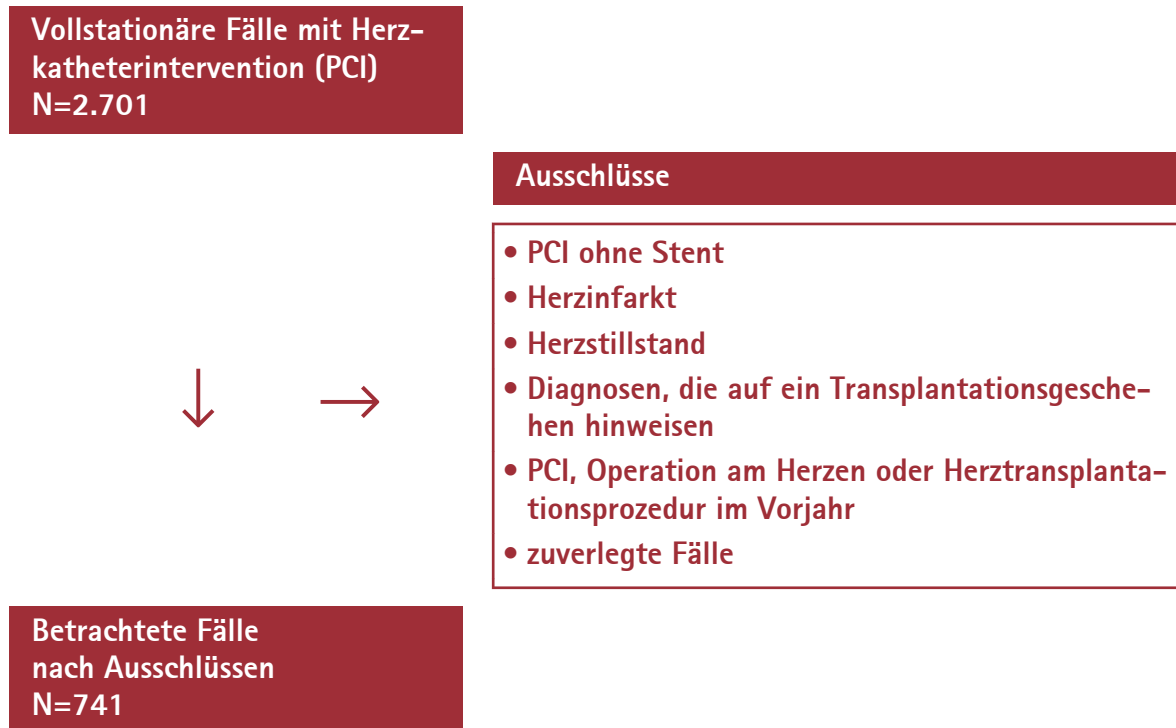 Vollstationäre Fälle mit Herz-
katheterintervention (PCI)
N=2.701
Ausschlüsse
• PCI ohne Stent
• Herzinfarkt
• Herzstillstand
• Diagnosen, die auf ein Transplantationsgesche-
hen hinweisen
• PCI, Operation am Herzen oder Herztransplanta-
tionsprozedur im Vorjahr
• zuverlegte Fälle
Betrachtete Fälle
nach Ausschlüssen
N=741